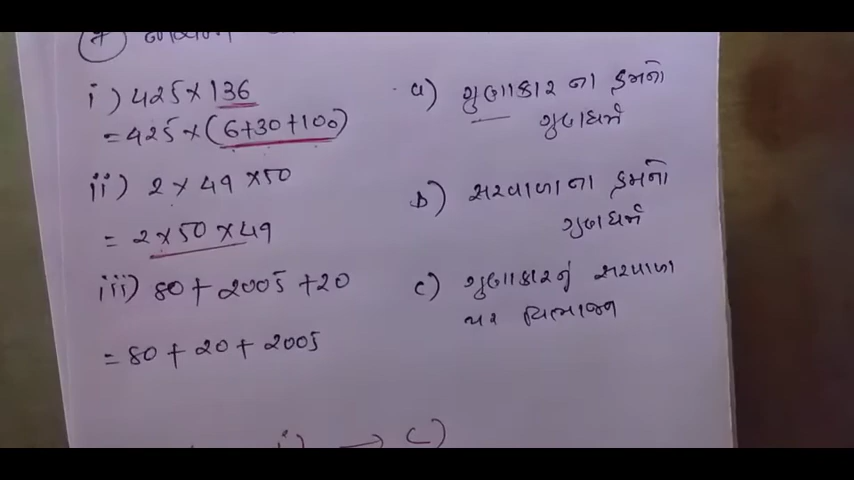 7
i) 425 × 136
= 425 × (6+30+100)
ii) 2 × 49 × 50
= 2 × 50 × 49
iii) 80 + 2005 + 20
= 80 + 20 + 2005
a) ગુણાકાર ના ક્રમનો
ગુણધર્મ
b) સરવાળાના ક્રમનો
ગુણધર્મ
c) ગુણાકારનું સરવાળા
પર વિભાજન
i) → c)